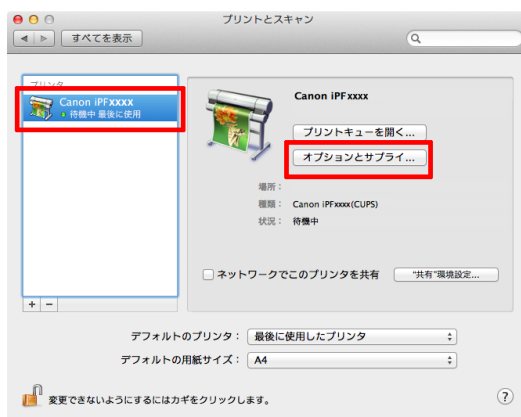 プリントとスキャン
すべてを表示
プリンタ
Canon iPFxxxx
待機中 最後に使用
Canon iPFxxxx
プリントキューを開く...
オプションとサプライ...
場所：
種類： Canon iPFxxxx(CUPS)
状況： 待機中
ネットワークでこのプリンタを共有 "共有"環境設定...
+ −
デフォルトのプリンタ： 最後に使用したプリンタ
デフォルトの用紙サイズ： A4
変更できないようにするにはカギをクリックします。 ?